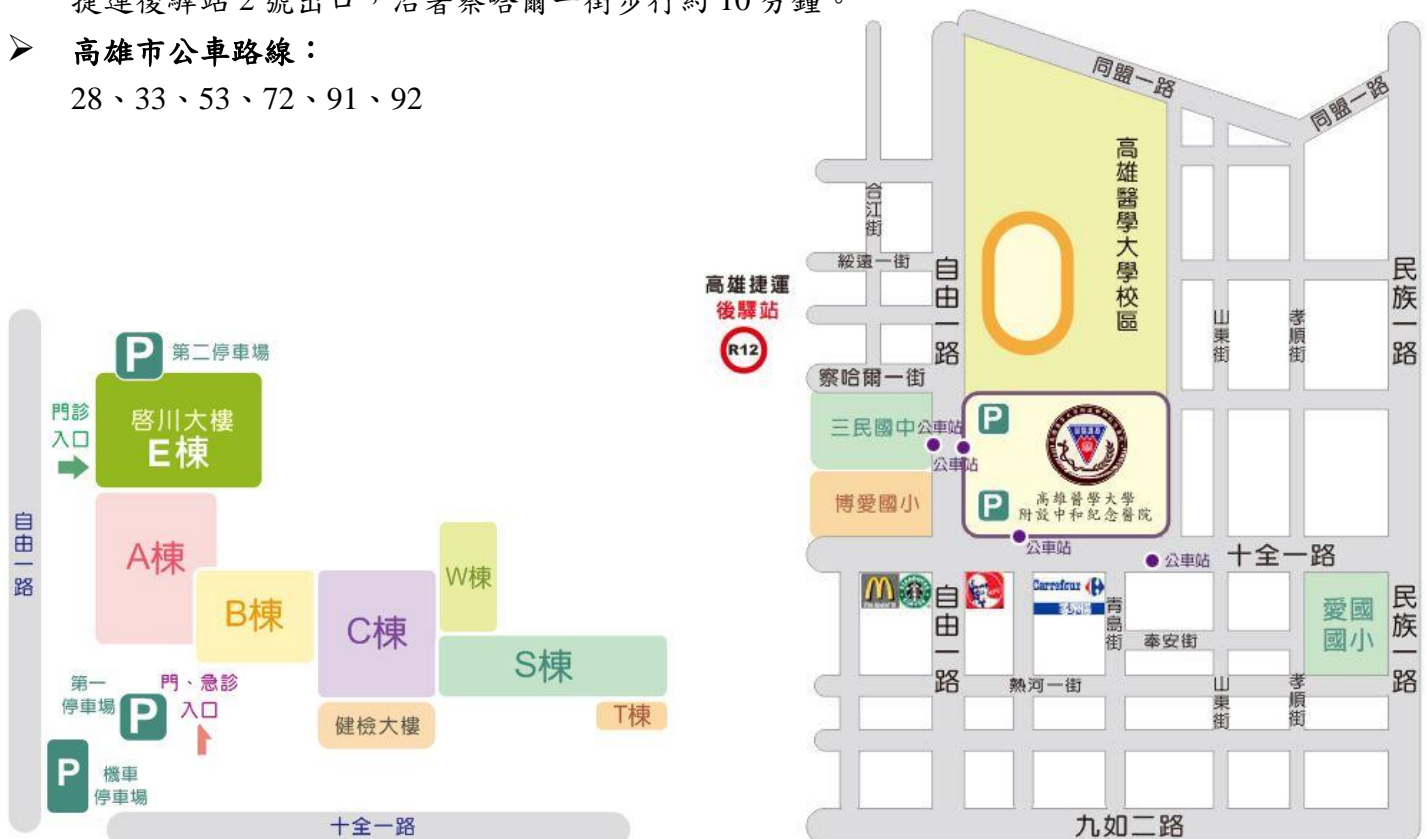 捷運後驛站 2 號出口，沿著察哈爾一街步行約 10 分鐘。
➢ 高雄市公車路線：
28、33、53、72、91、92
P 第二停車場
門診
入口
啓川大樓
E棟
自由一路
A棟
B棟
C棟
W棟
S棟
T棟
健檢大樓
第一
停車場
P
門、急診
入口
P
機車
停車場
十全一路
高雄捷運
後驛站
R12
同盟一路
同盟一路
合江街
綏遠一街
自由一路
高雄醫學大學校區
山東街
孝順街
民族一路
察哈爾一街
三民國中
公車站
公車站
博愛國小
P
P
高雄醫學大學
附設中和紀念醫院
公車站
公車站
十全一路
M
KFC
Carrefour
家樂福
自由一路
青島街
奉安街
愛國
國小
民族一路
熱河一街
山東街
孝順街
九如二路